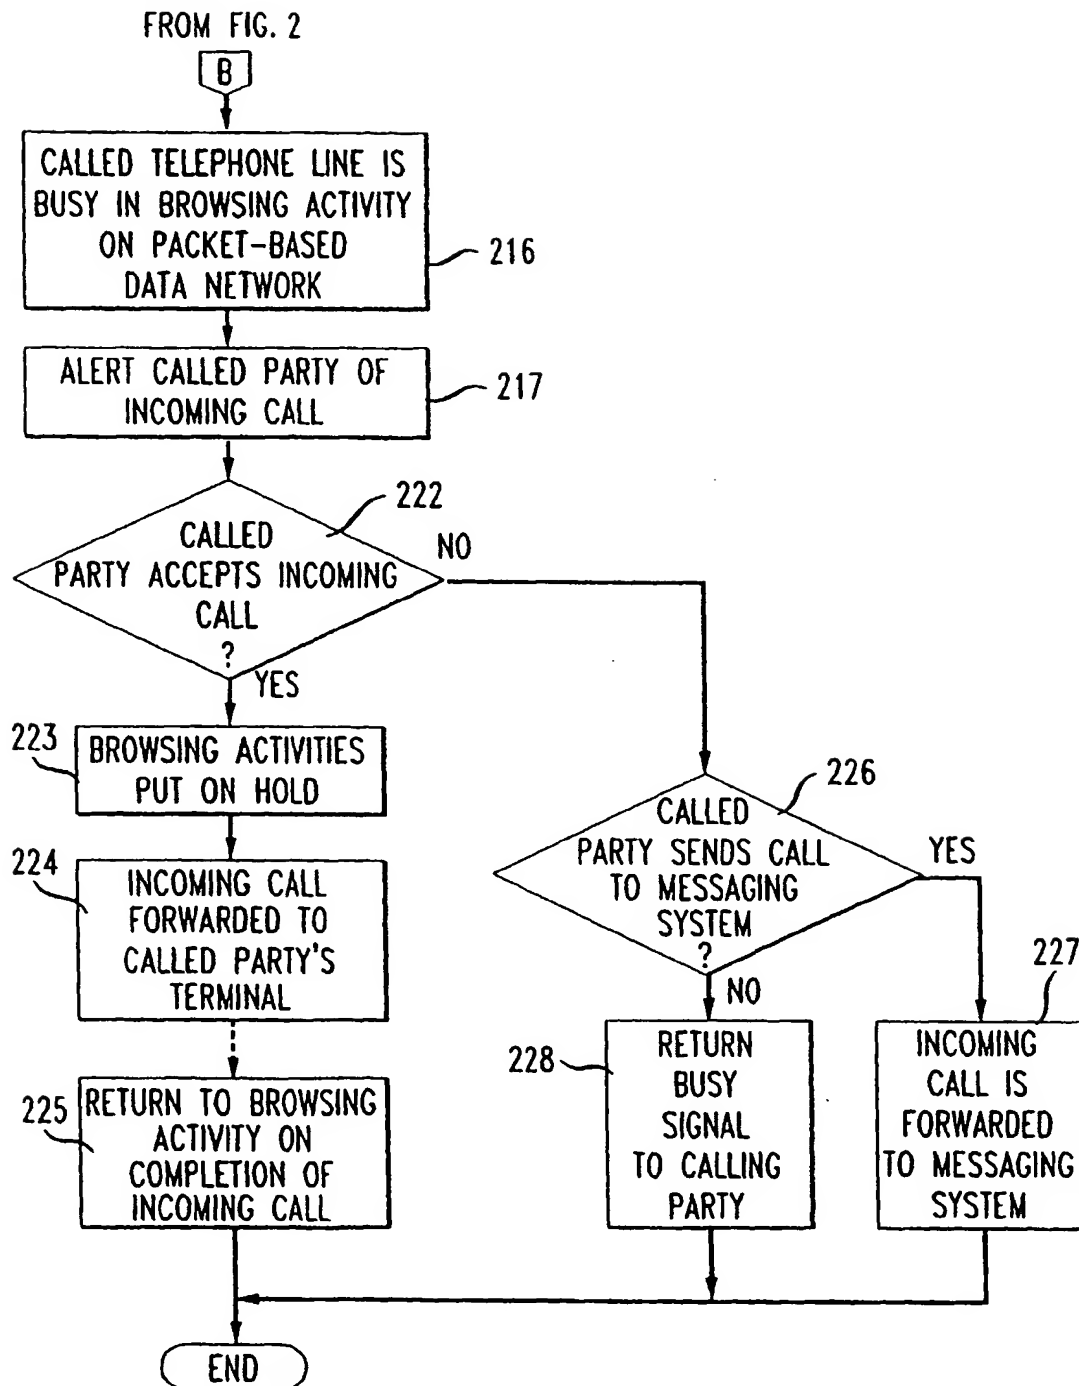 FROM FIG. 2
B
CALLED TELEPHONE LINE IS
BUSY IN BROWSING ACTIVITY
ON PACKET-BASED
DATA NETWORK
216
ALERT CALLED PARTY OF
INCOMING CALL
217
222
CALLED
PARTY ACCEPTS INCOMING
CALL
?
NO
YES
223
BROWSING ACTIVITIES
PUT ON HOLD
224
INCOMING CALL
FORWARDED TO
CALLED PARTY'S
TERMINAL
225
RETURN TO BROWSING
ACTIVITY ON
COMPLETION OF
INCOMING CALL
226
CALLED
PARTY SENDS CALL
TO MESSAGING
SYSTEM
?
YES
NO
228
RETURN
BUSY
SIGNAL
TO CALLING
PARTY
227
INCOMING
CALL IS
FORWARDED
TO MESSAGING
SYSTEM
END